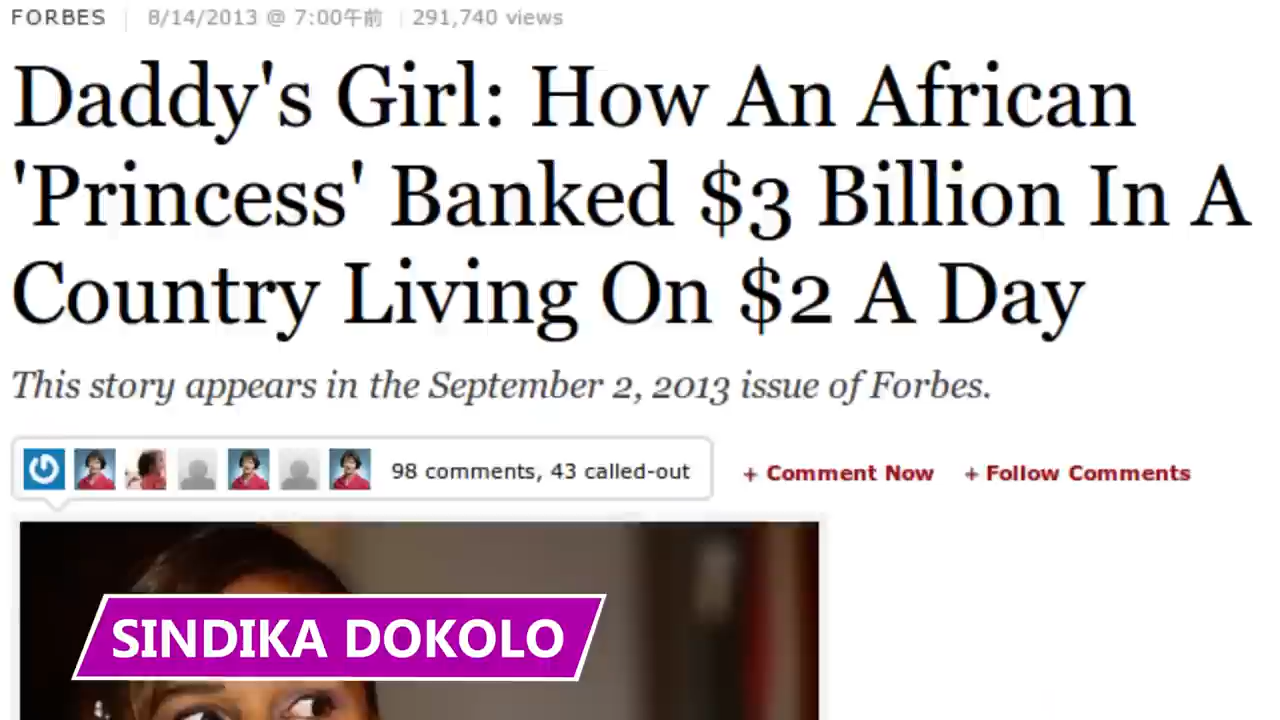 FORBES 8/14/2013 @ 7:00午前 291,740 views
Daddy's Girl: How An African
'Princess' Banked $3 Billion In A
Country Living On $2 A Day
This story appears in the September 2, 2013 issue of Forbes.
98 comments, 43 called-out + Comment Now + Follow Comments
SINDIKA DOKOLO